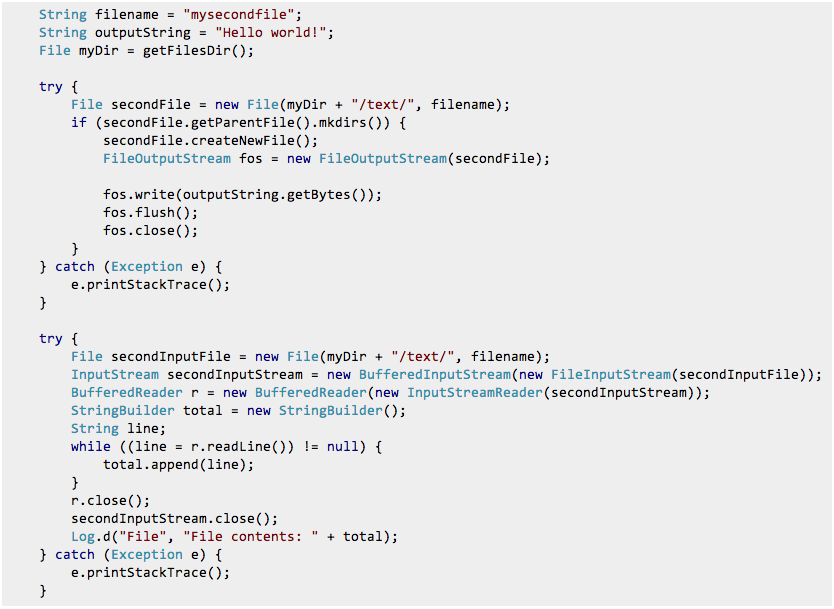 String filename = "mysecondfile";
String outputString = "Hello world!";
File myDir = getFilesDir();

try {
    File secondFile = new File(myDir + "/text/", filename);
    if (secondFile.getParentFile().mkdirs()) {
        secondFile.createNewFile();
        FileOutputStream fos = new FileOutputStream(secondFile);

        fos.write(outputString.getBytes());
        fos.flush();
        fos.close();
    }
} catch (Exception e) {
    e.printStackTrace();
}

try {
    File secondInputFile = new File(myDir + "/text/", filename);
    InputStream secondInputStream = new BufferedInputStream(new FileInputStream(secondInputFile));
    BufferedReader r = new BufferedReader(new InputStreamReader(secondInputStream));
    StringBuilder total = new StringBuilder();
    String line;
    while ((line = r.readLine()) != null) {
        total.append(line);
    }
    r.close();
    secondInputStream.close();
    Log.d("File", "File contents: " + total);
} catch (Exception e) {
    e.printStackTrace();
}